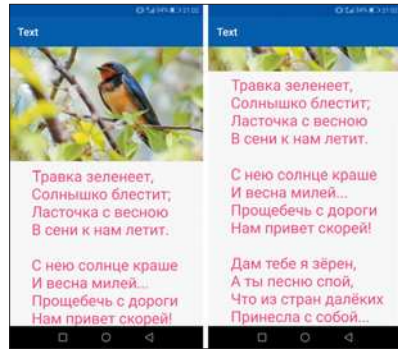 Text
Травка зеленеет,
Солнышко блестит;
Ласточка с весною
В сени к нам летит.
С нею солнце краше
И весна милей...
Прощебечь с дороги
Нам привет скорей!
Text
Травка зеленеет,
Солнышко блестит;
Ласточка с весною
В сени к нам летит.
С нею солнце краше
И весна милей...
Прощебечь с дороги
Нам привет скорей!
Дам тебе я зёрен,
А ты песню спой,
Что из стран далёких
Принесла с собой...